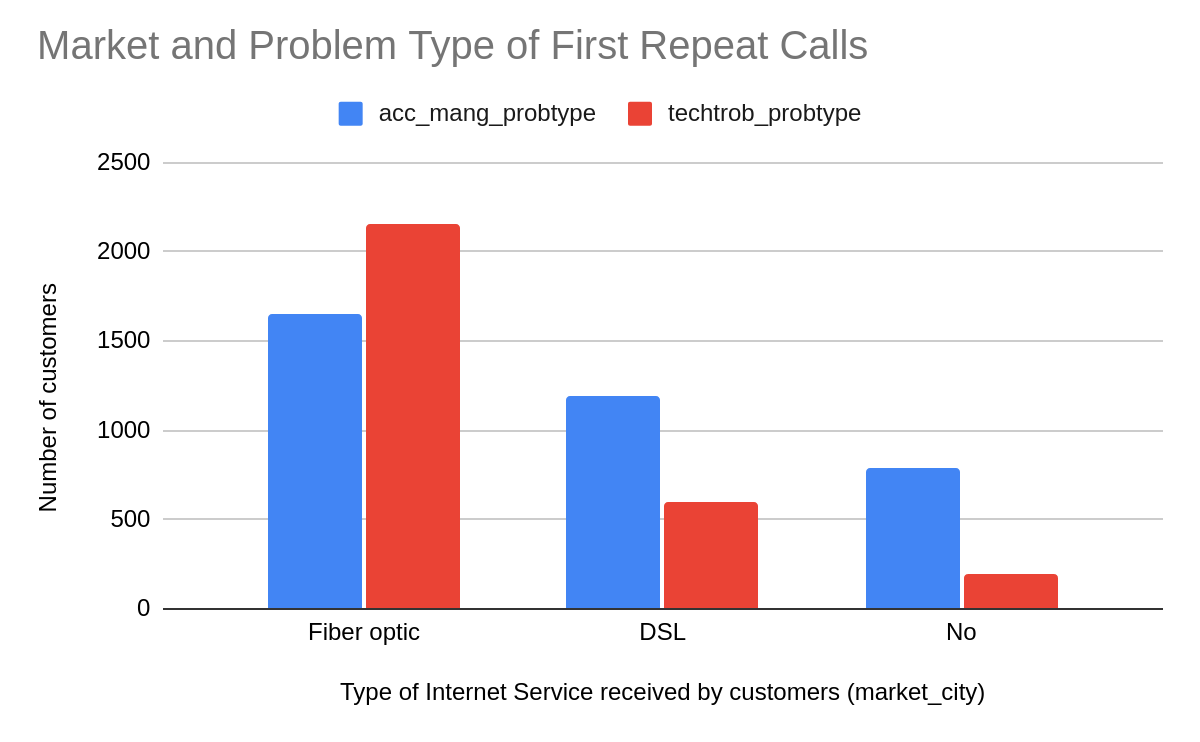 Market and Problem Type of First Repeat Calls
acc_mang_probtype techtrob_probtype
2500
2000
1500
1000
500
0
Number of customers
Fiber optic DSL No
Type of Internet Service received by customers (market_city)